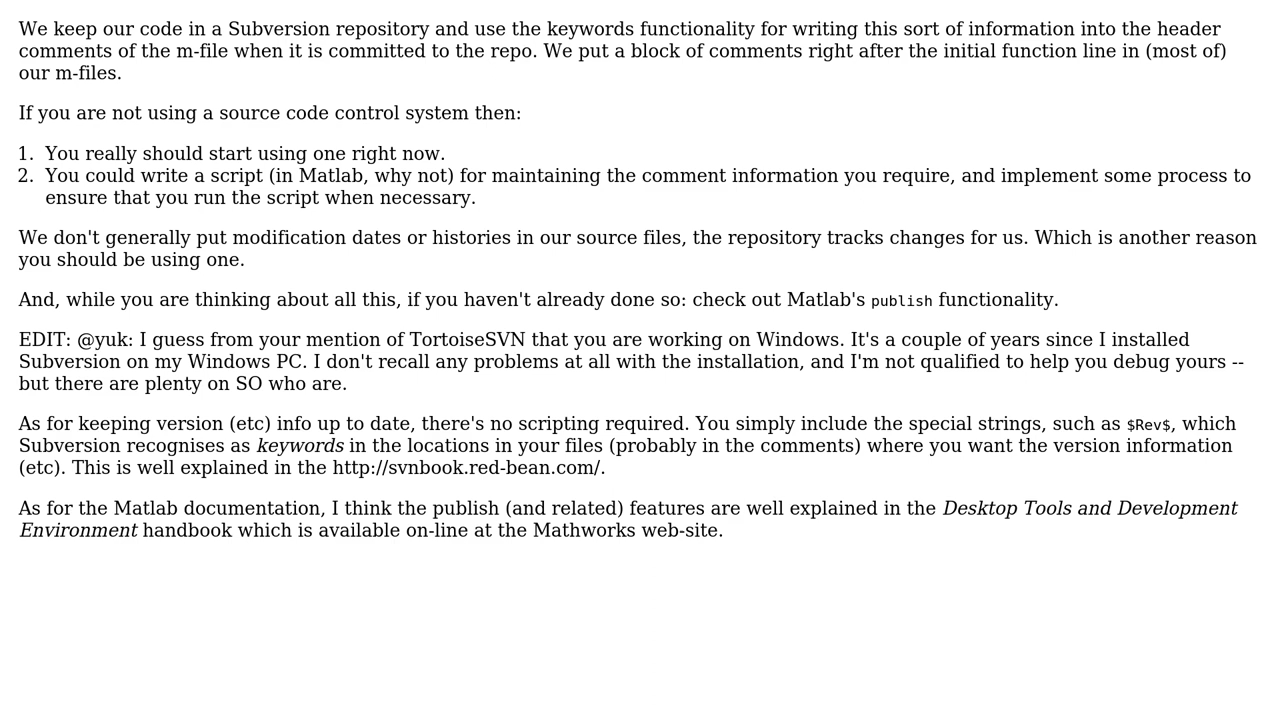 We keep our code in a Subversion repository and use the keywords functionality for writing this sort of information into the header
comments of the m-file when it is committed to the repo. We put a block of comments right after the initial function line in (most of)
our m-files.
If you are not using a source code control system then:
1. You really should start using one right now.
2. You could write a script (in Matlab, why not) for maintaining the comment information you require, and implement some process to
ensure that you run the script when necessary.
We don't generally put modification dates or histories in our source files, the repository tracks changes for us. Which is another reason
you should be using one.
And, while you are thinking about all this, if you haven't already done so: check out Matlab's publish functionality.
EDIT: @yuk: I guess from your mention of TortoiseSVN that you are working on Windows. It's a couple of years since I installed
Subversion on my Windows PC. I don't recall any problems at all with the installation, and I'm not qualified to help you debug yours --
but there are plenty on SO who are.
As for keeping version (etc) info up to date, there's no scripting required. You simply include the special strings, such as $Rev$, which
Subversion recognises as keywords in the locations in your files (probably in the comments) where you want the version information
(etc). This is well explained in the http://svnbook.red-bean.com/.
As for the Matlab documentation, I think the publish (and related) features are well explained in the Desktop Tools and Development
Environment handbook which is available on-line at the Mathworks web-site.